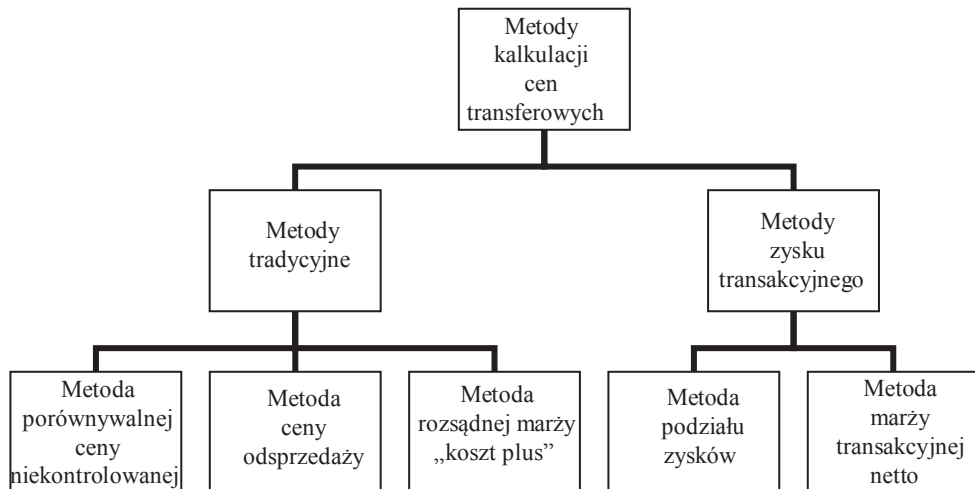 Metody
kalkulacji
cen
transferowych
Metody
tradycyjne
Metody
zysku
transakcyjnego
Metoda
porównywalnej
ceny
niekontrolowanej
Metoda
ceny
odsprzedaży
Metoda
rozsądnej marży
„koszt plus”
Metoda
podziału
zysków
Metoda
marży
transakcyjnej
netto